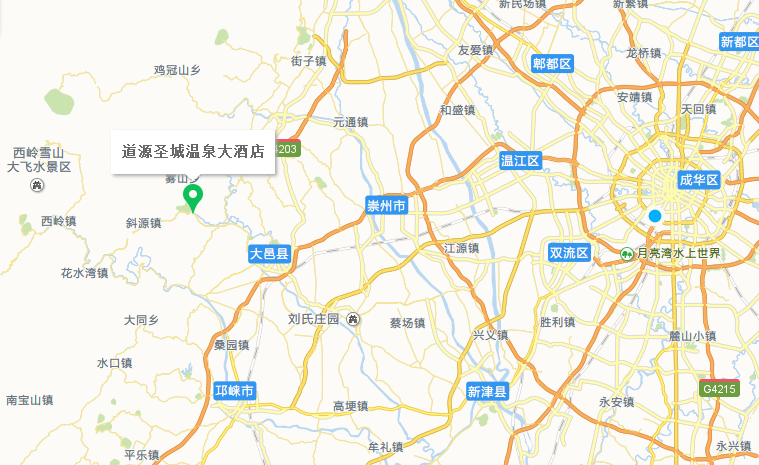 新民场镇
新繁镇
友爱镇
新都区
龙桥镇
街子镇
郫都区
鸡冠山乡
安靖镇
天回镇
和盛镇
元通镇
道源圣城温泉大酒店
4203
西岭雪山
大飞水景区
温江区
成华区
雾山乡
崇州市
西岭镇
斜源镇
大邑县
江源镇
双流区
月亮湾水上世界
花水湾镇
大同乡
刘氏庄园
蔡场镇
胜利镇
兴义镇
麓山小镇
桑园镇
水口镇
邛崃市
新津县
G4215
南宝山镇
高埂镇
永安镇
牟礼镇
平乐镇
永兴镇